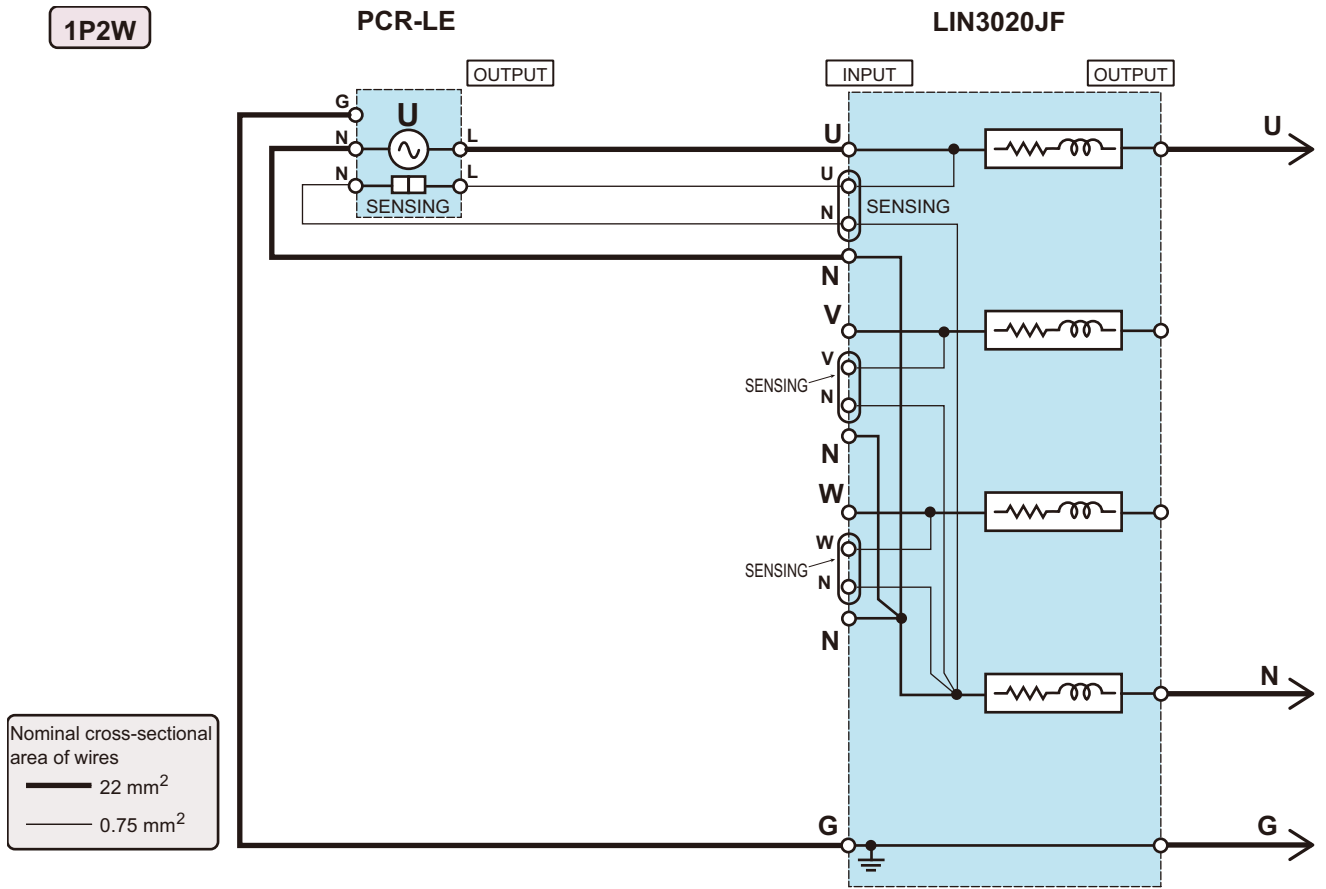 1P2W
PCR-LE
LIN3020JF
OUTPUT
INPUT
OUTPUT
G
U
N
L
U
U
N
L
U
SENSING
N
SENSING
N
V
V
SENSING
N
N
W
W
SENSING
N
N
N
Nominal cross-sectional
area of wires
22 mm²
0.75 mm²
G
G